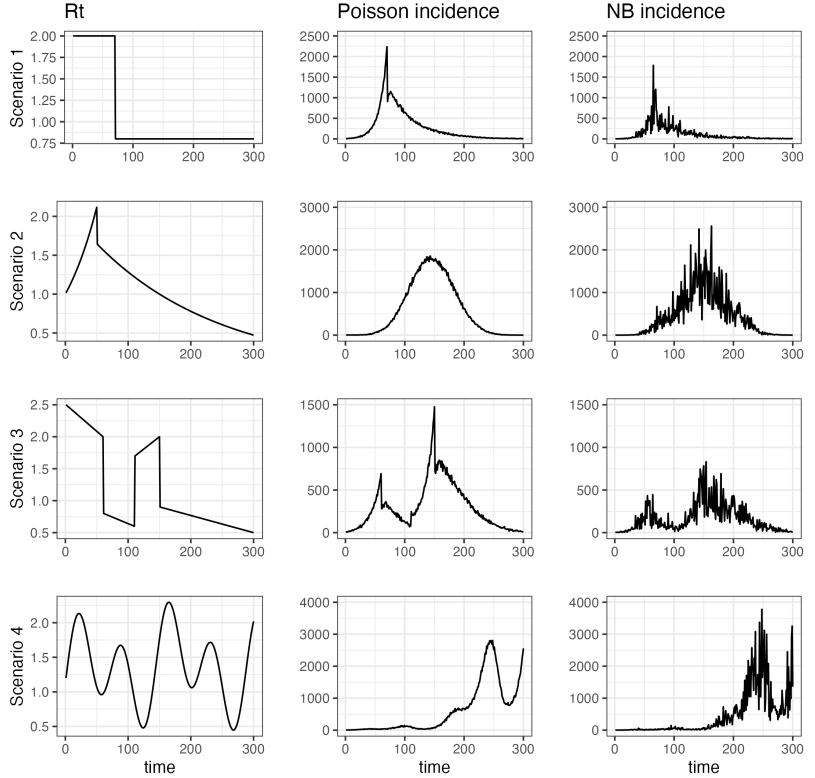 Rt Poisson incidence NB incidence
Scenario 1
2.00 1.75 1.50 1.25 1.00 0.75
0 100 200 300
2500 2000 1500 1000 500 0
0 100 200 300
2500 2000 1500 1000 500 0
0 100 200 300
Scenario 2
2.0 1.5 1.0 0.5
0 100 200 300
3000 2000 1000 0
0 100 200 300
3000 2000 1000 0
0 100 200 300
Scenario 3
2.5 2.0 1.5 1.0 0.5
0 100 200 300
1500 1000 500 0
0 100 200 300
1500 1000 500 0
0 100 200 300
Scenario 4
2.0 1.5 1.0 0.5
0 100 200 300
time
4000 3000 2000 1000 0
0 100 200 300
time
4000 3000 2000 1000 0
0 100 200 300
time